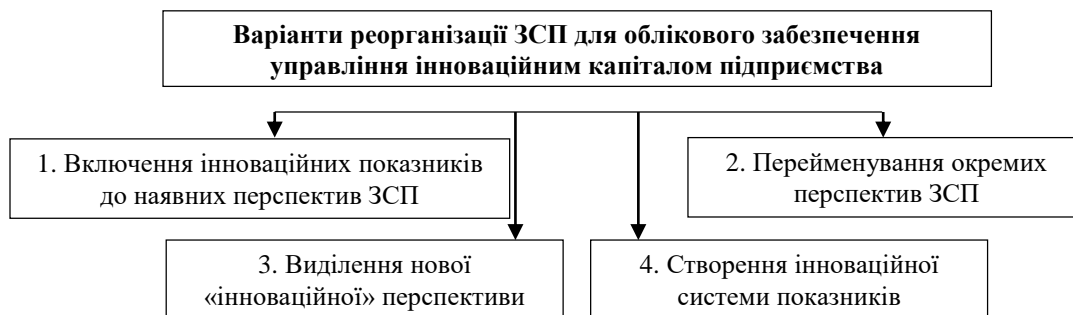 Варіанти реорганізації ЗСП для облікового забезпечення
управління інноваційним капіталом підприємства
1. Включення інноваційних показників
до наявних перспектив ЗСП
2. Перейменування окремих
перспектив ЗСП
3. Виділення нової
«інноваційної» перспективи
4. Створення інноваційної
системи показників